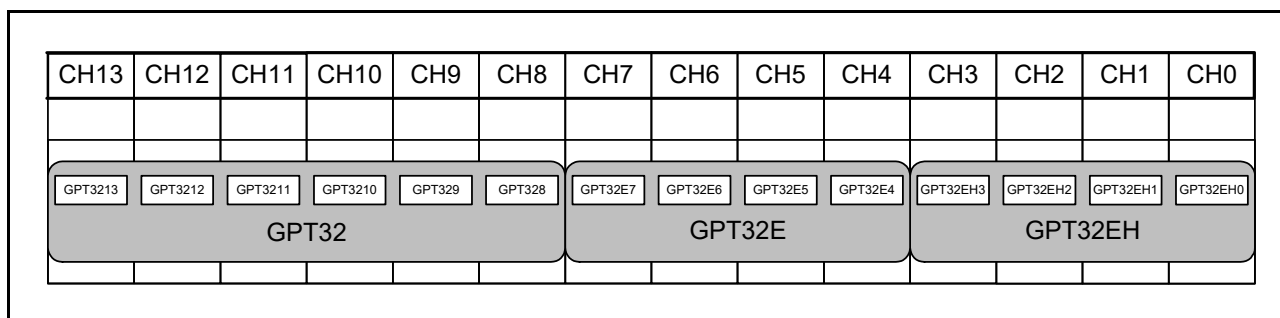 CH13 CH12 CH11 CH10 CH9 CH8 CH7 CH6 CH5 CH4 CH3 CH2 CH1 CH0
GPT3213 GPT3212 GPT3211 GPT3210 GPT329 GPT328 GPT32E7 GPT32E6 GPT32E5 GPT32E4 GPT32EH3 GPT32EH2 GPT32EH1 GPT32EH0
GPT32 GPT32E GPT32EH